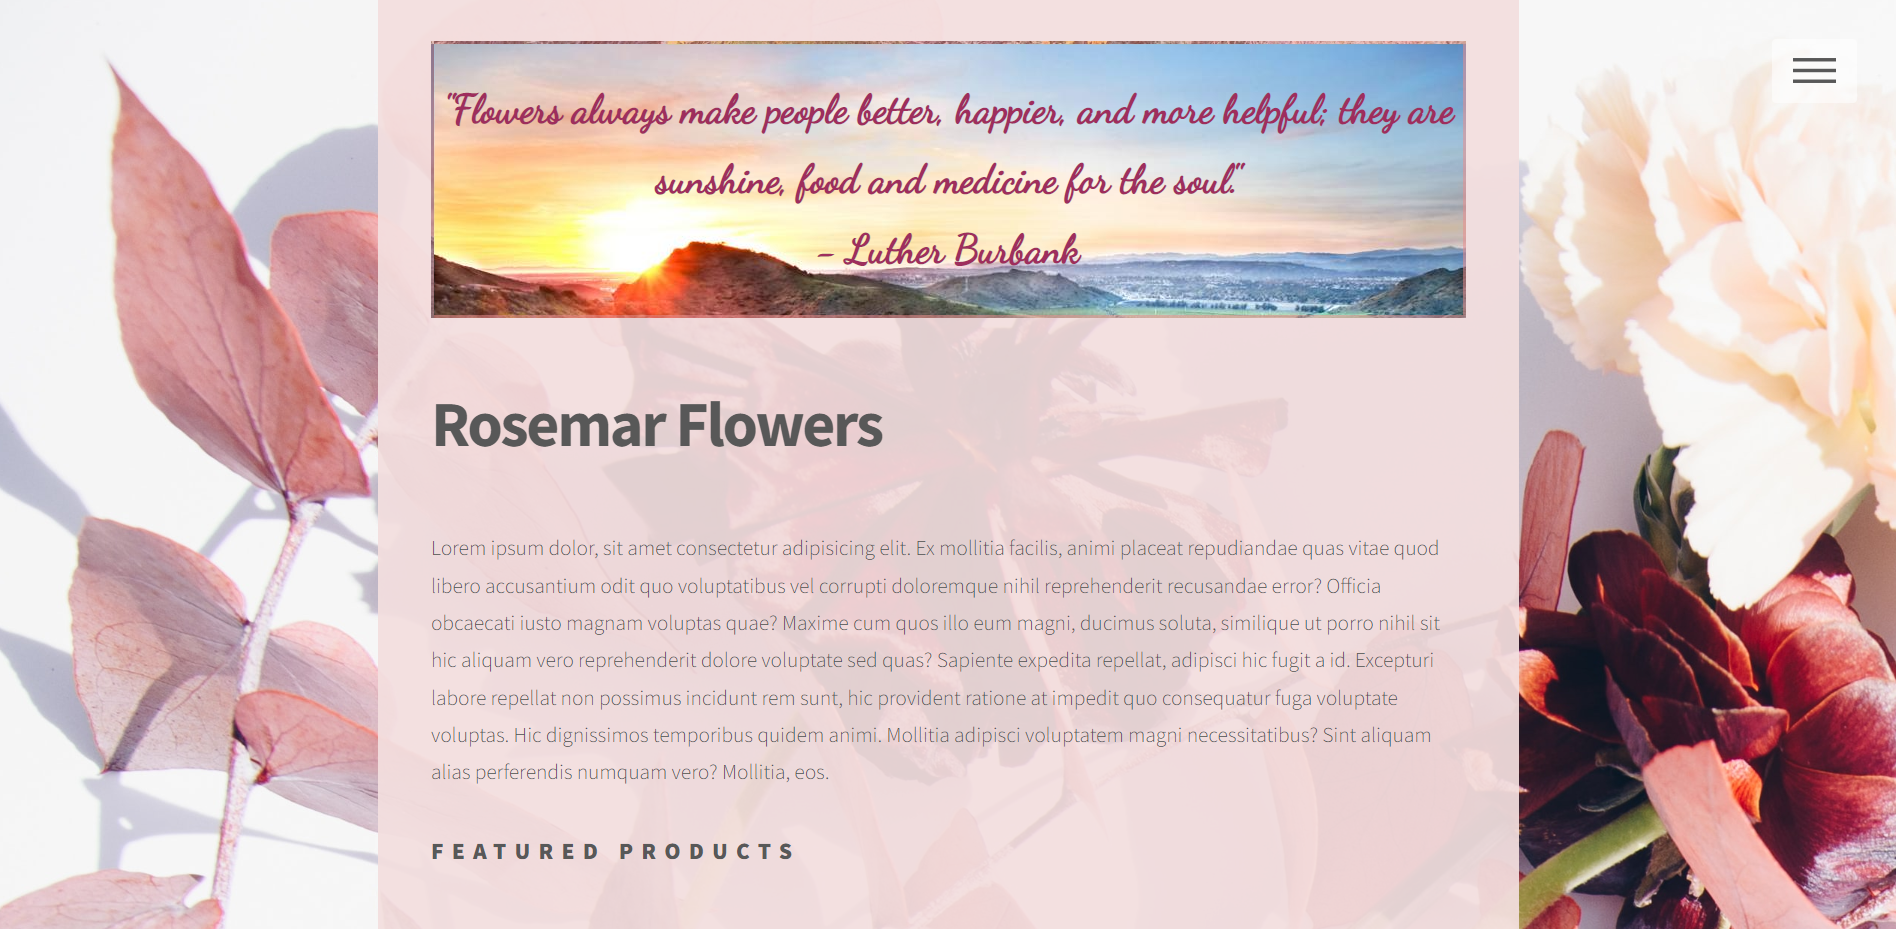 "Flowers always make people better, happier, and more helpful; they are
sunshine, food and medicine for the soul."
- Luther Burbank
Rosemar Flowers
Lorem ipsum dolor, sit amet consectetur adipisicing elit. Ex mollitia facilis, animi placeat repudiandae quas vitae quod
libero accusantium odit quo voluptatibus vel corrupti doloremque nihil reprehenderit recusandae error? Officia
obcaecati iusto magnam voluptas quae? Maxime cum quos illo eum magni, ducimus soluta, similique ut porro nihil sit
hic aliquam vero reprehenderit dolore voluptate sed quas? Sapiente expedita repellat, adipisci hic fugit a id. Excepturi
labore repellat non possimus incidunt rem sunt, hic provident ratione at impedit quo consequatur fuga voluptate
voluptas. Hic dignissimos temporibus quidem animi. Mollitia adipisci voluptatem magni necessitatibus? Sint aliquam
alias perferendis numquam vero? Mollitia, eos.
FEATURED PRODUCTS